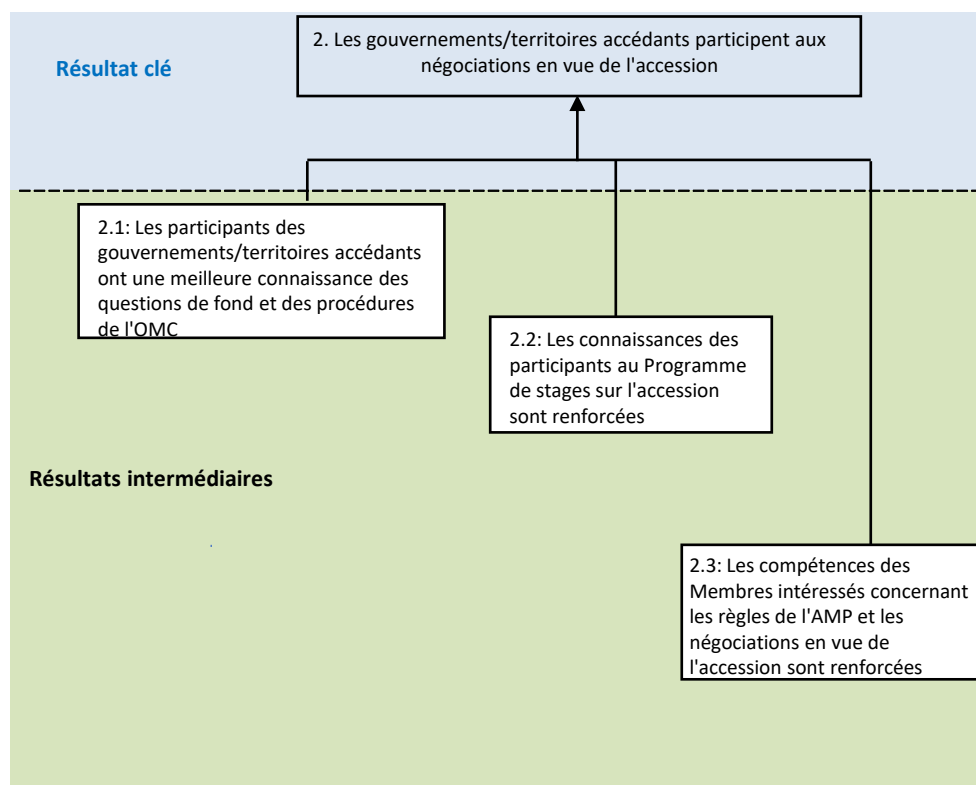 2. Les gouvernements/territoires accédants participent aux
négociations en vue de l'accession
Résultat clé
2.1: Les participants des
gouvernements/territoires accédants
ont une meilleure connaissance des
questions de fond et des procédures
de l'OMC
2.2: Les connaissances des
participants au Programme
de stages sur l'accession
sont renforcées
Résultats intermédiaires
2.3: Les compétences des
Membres intéressés concernant
les règles de l'AMP et les
négociations en vue de
l'accession sont renforcées